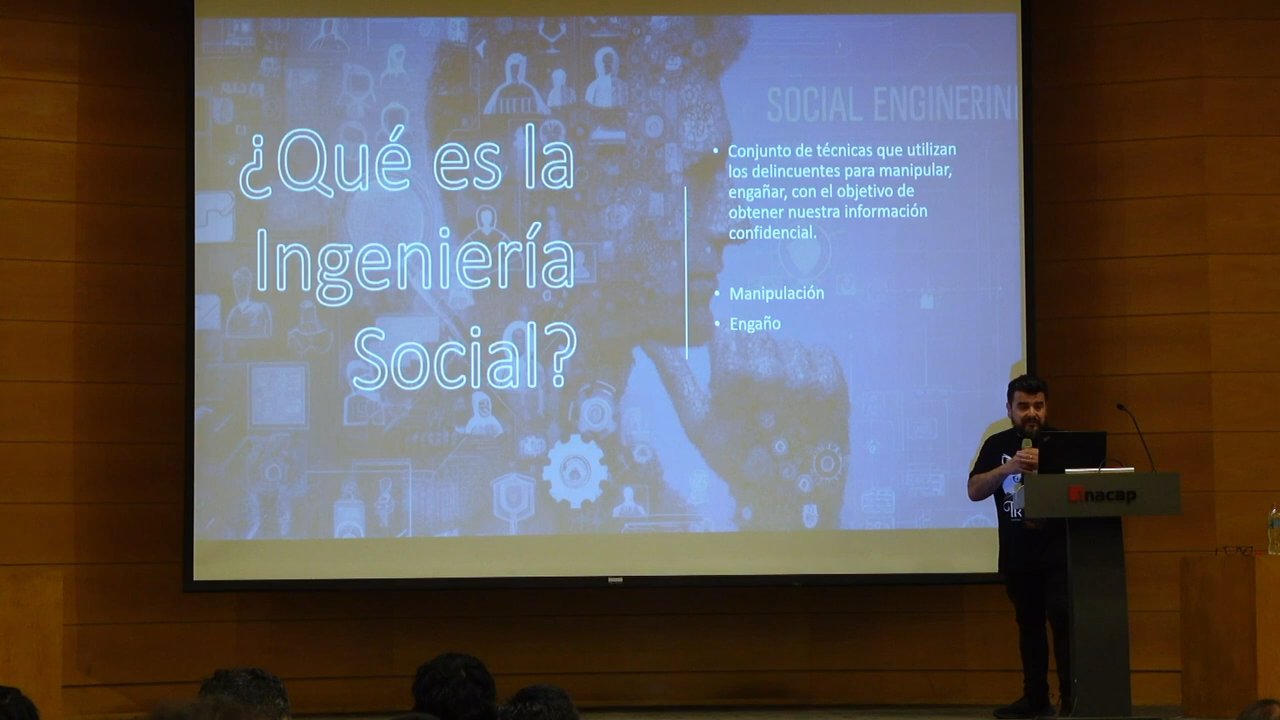 ¿Qué es la
Ingeniería
Social?
SOCIAL ENGINERIN
• Conjunto de técnicas que utilizan
los delincuentes para manipular,
engañar, con el objetivo de
obtener nuestra información
confidencial.
• Manipulación
• Engaño
inacap